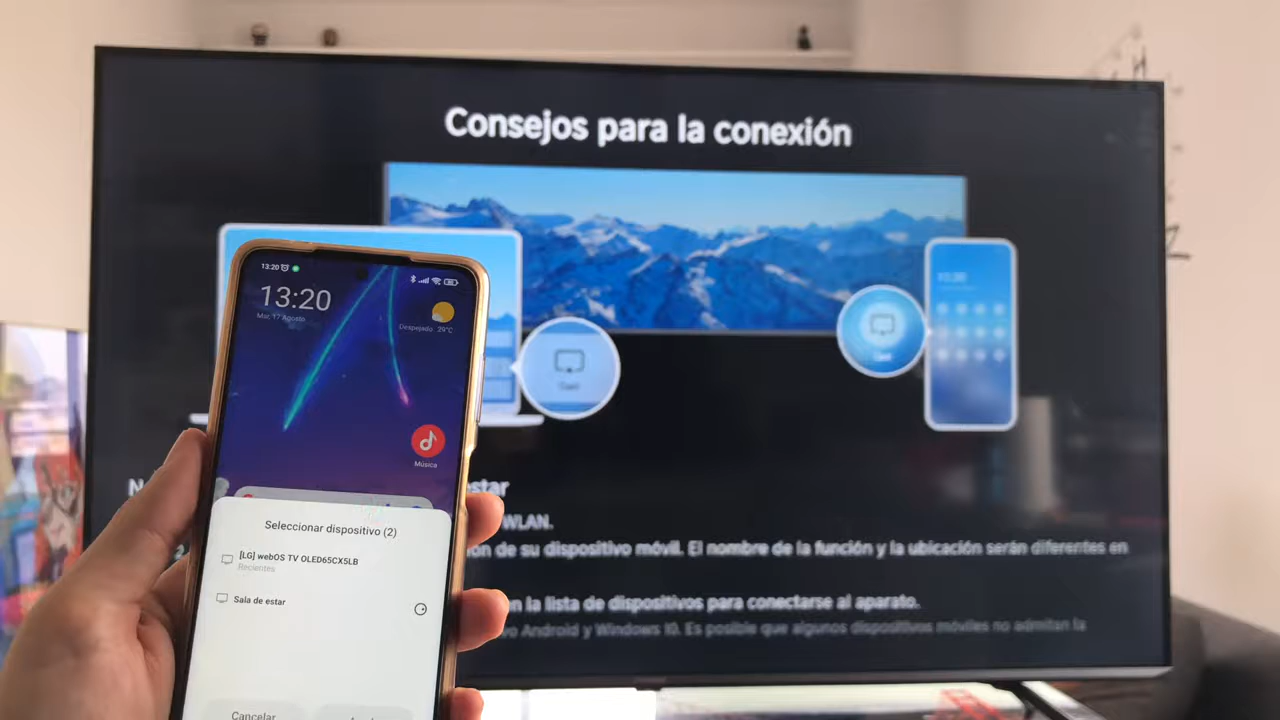 Consejos para la conexión
13:20
13:20
Mar, 17 Agosto
Despejado 29°C
Música
Seleccionar dispositivo (2)
[LG] webOS TV OLED65CX5LB
Recientes
Sala de estar
Cancelar
estar
WLAN.
de su dispositivo móvil. El nombre de la función y la ubicación serán diferentes en
en la lista de dispositivos para conectarse al aparato.
Android y Windows 10. Es posible que algunos dispositivos móviles no admitan la